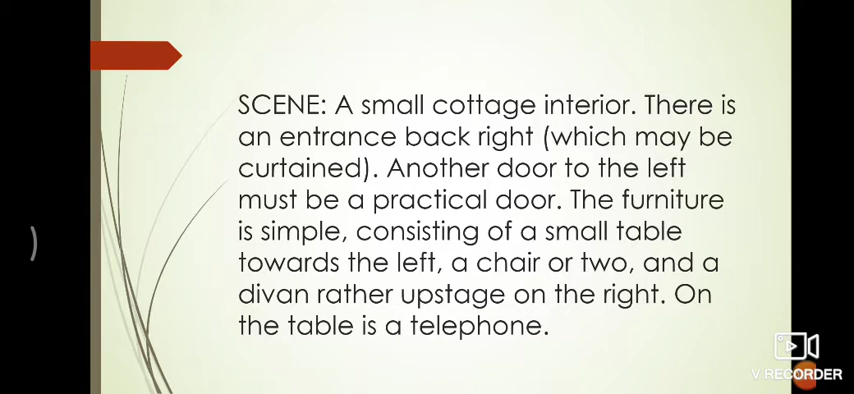 SCENE: A small cottage interior. There is
an entrance back right (which may be
curtained). Another door to the left
must be a practical door. The furniture
is simple, consisting of a small table
towards the left, a chair or two, and a
divan rather upstage on the right. On
the table is a telephone.
V RECORDER